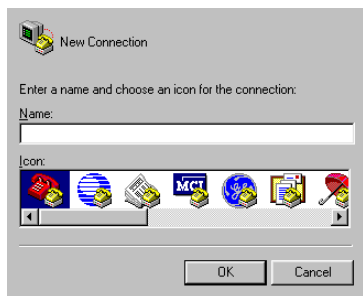 New Connection
Enter a name and choose an icon for the connection:
Name:
Icon:
MCI
OK
Cancel